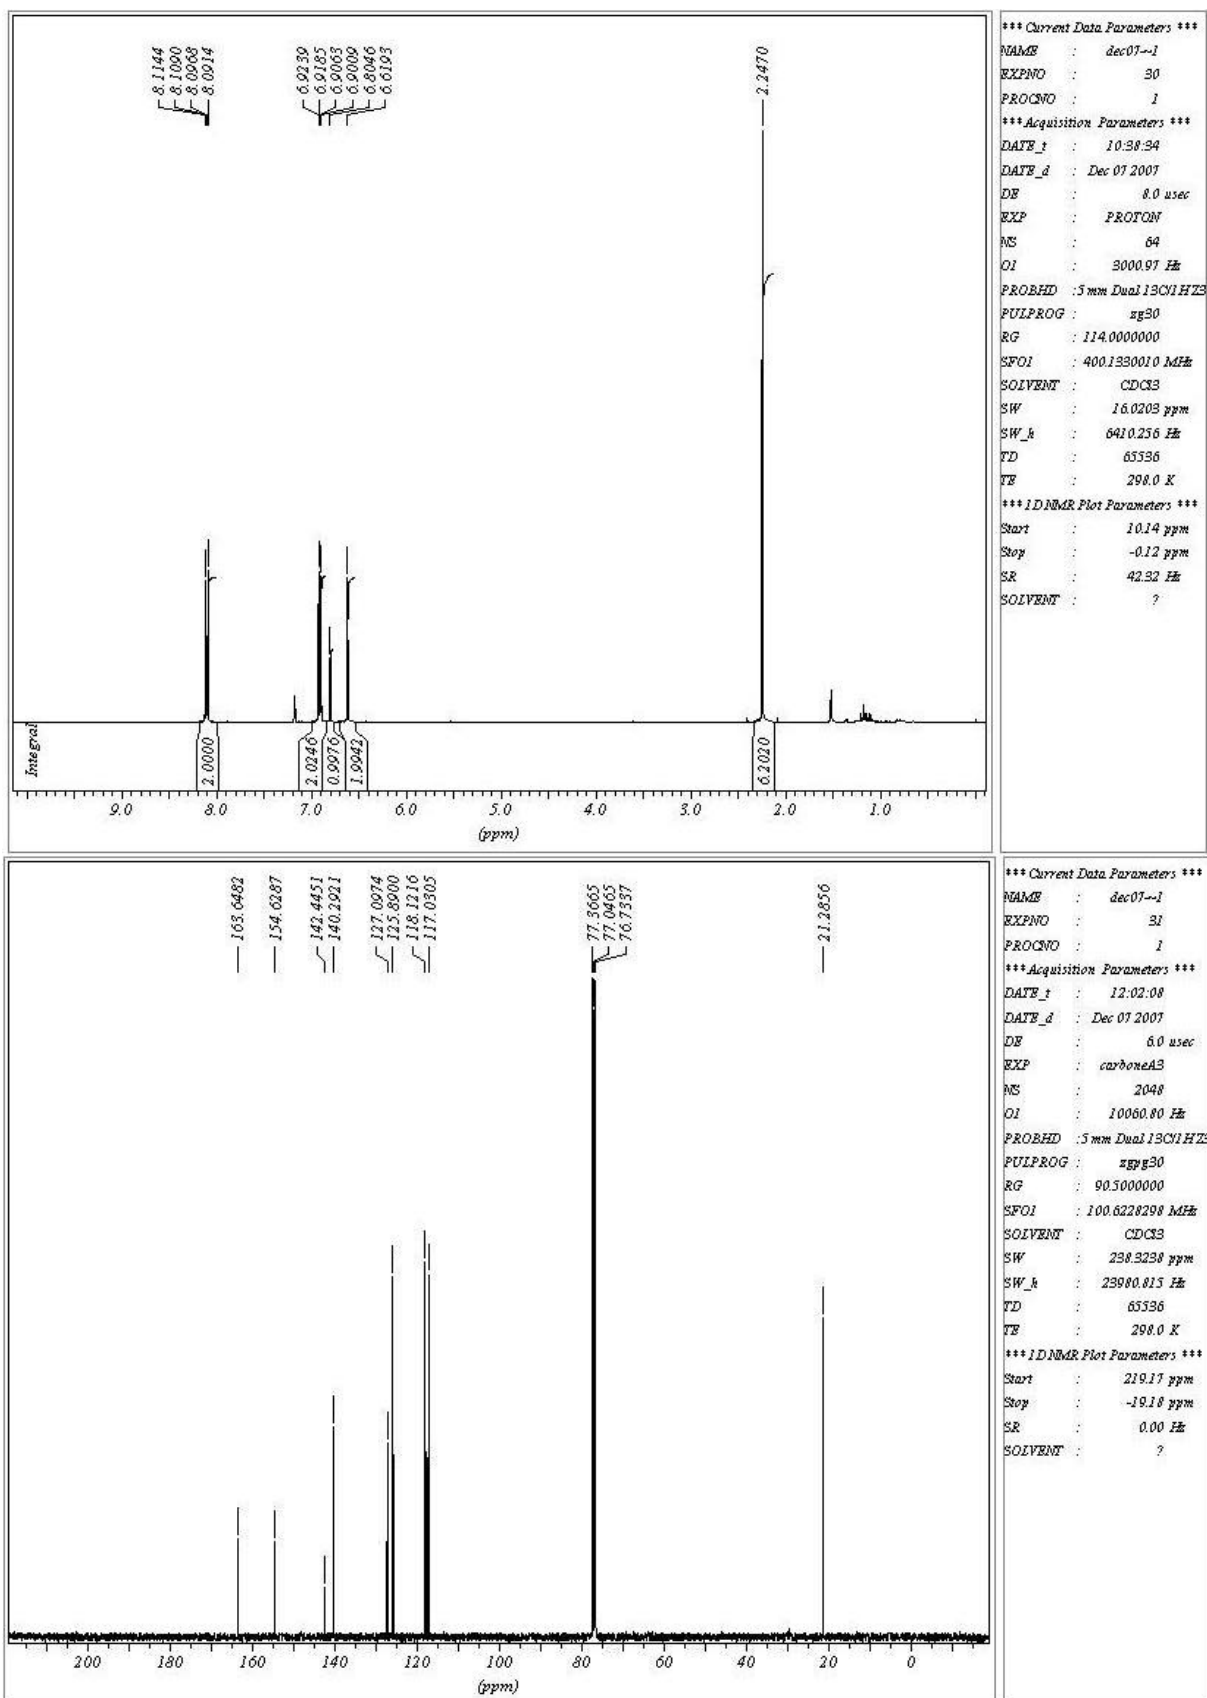 8.1144
8.1090
8.0968
8.0914
6.9239
6.9185
6.9063
6.9009
6.8046
6.6193
2.2470
Integral
2.0000
2.0246
0.9976
1.9942
6.2020
9.0 8.0 7.0 6.0 5.0 4.0 3.0 2.0 1.0
(ppm)
*** Current Data Parameters ***
NAME : dec07~1
EXPNO : 30
PROCNO : 1
*** Acquisition Parameters ***
DATE_t : 10:38:34
DATE_d : Dec 07 2007
DE : 8.0 usec
EXP : PROTON
NS : 64
O1 : 3000.97 Hz
PROBHD :5 mm Dual 13C/1H Z3
PULPROG : zg30
RG : 114.0000000
SFO1 : 400.1330010 MHz
SOLVENT : CDCl3
SW : 16.0203 ppm
SW_h : 6410.256 Hz
TD : 65536
TE : 298.0 K
*** 1D NMR Plot Parameters ***
Start : 10.14 ppm
Stop : -0.12 ppm
SR : 42.32 Hz
SOLVENT : ?
163.6482
154.6287
142.4451
140.2921
127.0974
125.8900
118.1216
117.0305
77.3665
77.0465
76.7337
21.2856
200 180 160 140 120 100 80 60 40 20 0
(ppm)
*** Current Data Parameters ***
NAME : dec07~1
EXPNO : 31
PROCNO : 1
*** Acquisition Parameters ***
DATE_t : 12:02:08
DATE_d : Dec 07 2007
DE : 6.0 usec
EXP : carboneA3
NS : 2048
O1 : 10060.80 Hz
PROBHD :5 mm Dual 13C/1H Z3
PULPROG : zgpg30
RG : 90.5000000
SFO1 : 100.6228298 MHz
SOLVENT : CDCl3
SW : 238.3238 ppm
SW_h : 23980.815 Hz
TD : 65536
TE : 298.0 K
*** 1D NMR Plot Parameters ***
Start : 219.17 ppm
Stop : -19.18 ppm
SR : 0.00 Hz
SOLVENT : ?